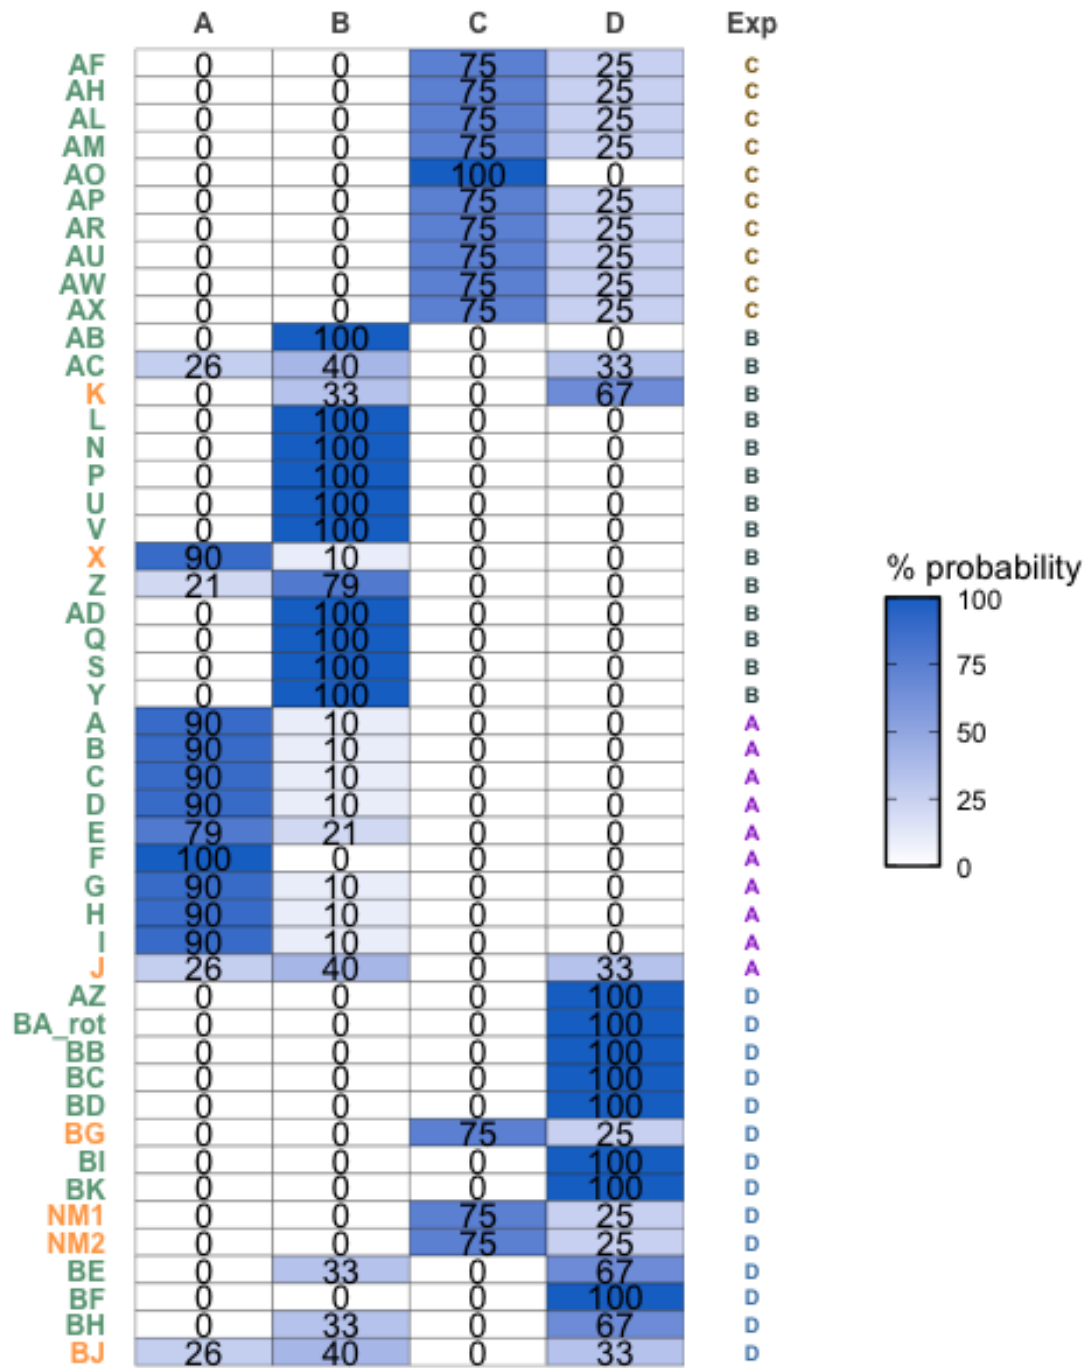 A B C D Exp
AF 0 0 75 25 C
AH 0 0 75 25 C
AL 0 0 75 25 C
AM 0 0 75 25 C
AO 0 0 100 0 C
AP 0 0 75 25 C
AR 0 0 75 25 C
AU 0 0 75 25 C
AW 0 0 75 25 C
AX 0 0 75 25 C
AB 0 100 0 0 B
AC 26 40 0 33 B
K 0 33 0 67 B
L 0 100 0 0 B
N 0 100 0 0 B
P 0 100 0 0 B
U 0 100 0 0 B
V 0 100 0 0 B
X 90 10 0 0 B
Z 21 79 0 0 B
AD 0 100 0 0 B
Q 0 100 0 0 B
S 0 100 0 0 B
Y 0 100 0 0 B
A 90 10 0 0 A
B 90 10 0 0 A
C 90 10 0 0 A
D 90 10 0 0 A
E 79 21 0 0 A
F 100 0 0 0 A
G 90 10 0 0 A
H 90 10 0 0 A
I 90 10 0 0 A
J 26 40 0 33 A
AZ 0 0 0 100 D
BA_rot 0 0 0 100 D
BB 0 0 0 100 D
BC 0 0 0 100 D
BD 0 0 0 100 D
BG 0 0 75 25 D
BI 0 0 0 100 D
BK 0 0 0 100 D
NM1 0 0 75 25 D
NM2 0 0 75 25 D
BE 0 33 0 67 D
BF 0 0 0 100 D
BH 0 33 0 67 D
BJ 26 40 0 33 D
% probability
100
75
50
25
0